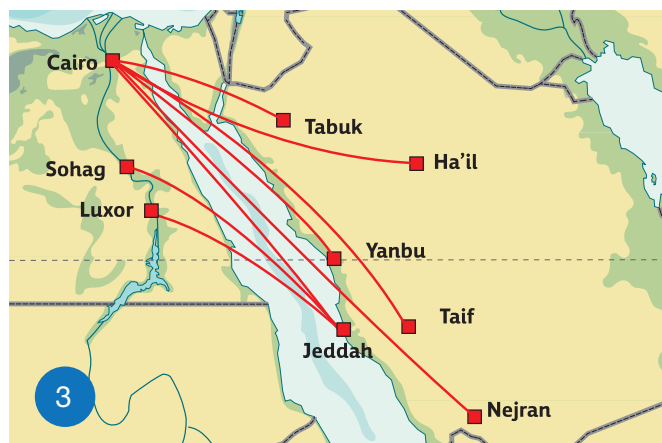 Cairo
Tabuk
Ha'il
Sohag
Luxor
Yanbu
Taif
Jeddah
3
Nejran